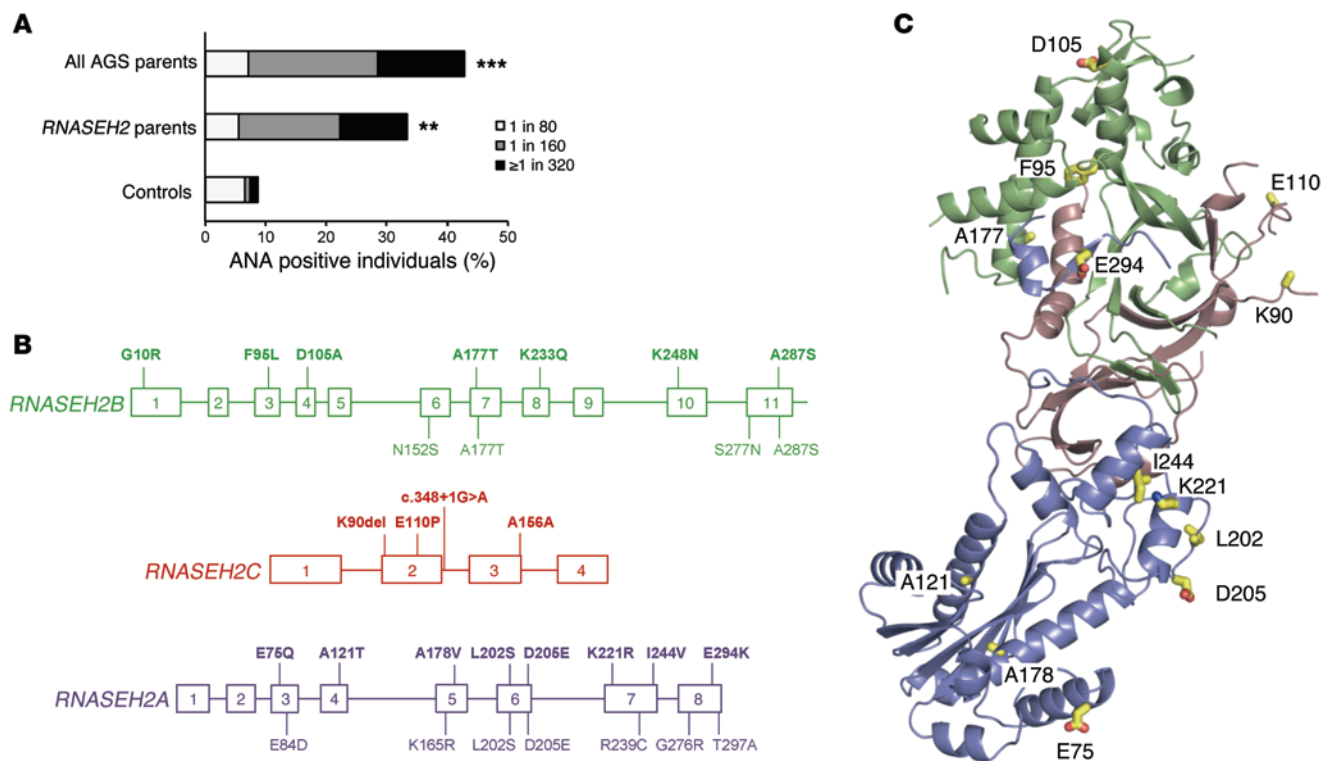 A
All AGS parents
***
RNASEH2 parents
**
Controls
1 in 80
1 in 160
≥1 in 320
0 10 20 30 40 50
ANA positive individuals (%)
B
G10R F95L D105A A177T K233Q K248N A287S
RNASEH2B 1 2 3 4 5 6 7 8 9 10 11
N152S A177T S277N A287S
c.348+1G>A
K90del E110P A156A
RNASEH2C 1 2 3 4
E75Q A121T A178V L202S D205E K221R I244V E294K
RNASEH2A 1 2 3 4 5 6 7 8
E84D K165R L202S D205E R239C G276R T297A
C
D105
F95
E110
A177
E294
K90
I244
K221
L202
A121
D205
A178
E75